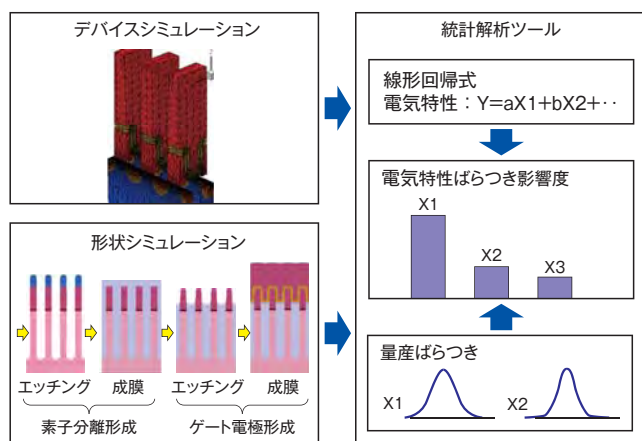 デバイスシミュレーション
形状シミュレーション
エッチング 成膜 エッチング 成膜
素子分離形成 ゲート電極形成
統計解析ツール
線形回帰式
電気特性：Y=aX1+bX2+‥
電気特性ばらつき影響度
X1
X2
X3
量産ばらつき
X1 X2